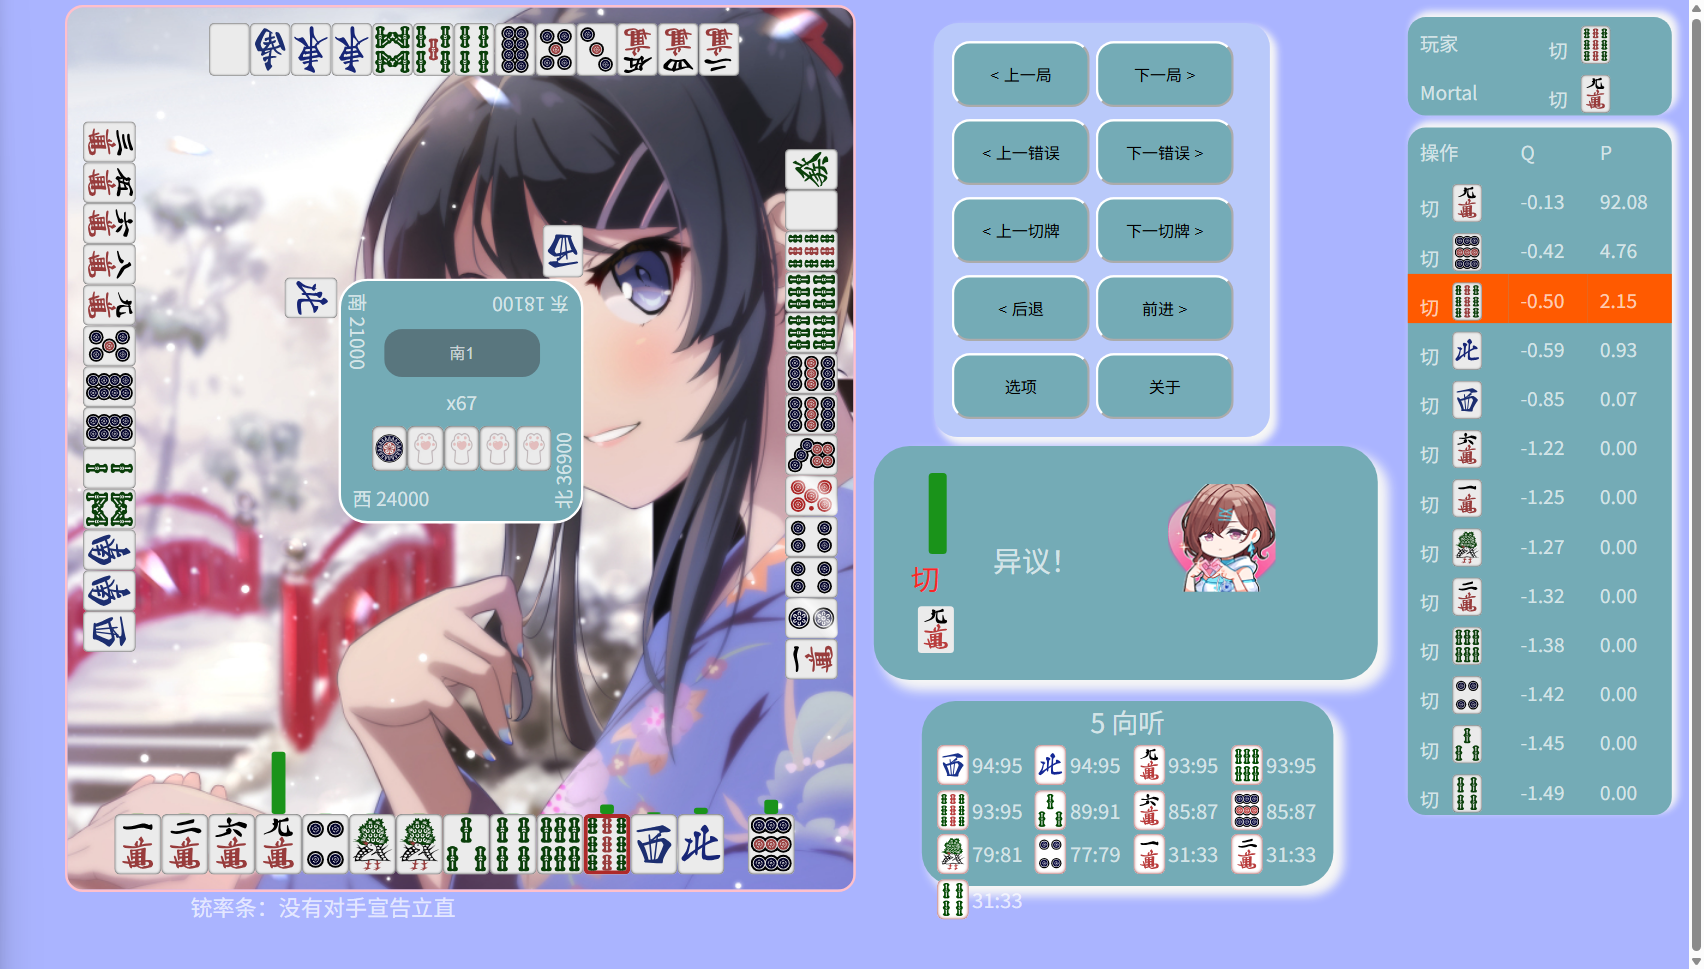 南 21000
东 18100
南1
x67
西 24000
北 36900
铳率条：没有对手宣告立直
< 上一局
下一局 >
< 上一错误
下一错误 >
< 上一切牌
下一切牌 >
< 后退
前进 >
选项
关于
切
异议！
5 向听
94:95 94:95 93:95 93:95
93:95 89:91 85:87 85:87
79:81 77:79 31:33 31:33
31:33
玩家 切
Mortal 切
操作 Q P
切 -0.13 92.08
切 -0.42 4.76
切 -0.50 2.15
切 -0.59 0.93
切 -0.85 0.07
切 -1.22 0.00
切 -1.25 0.00
切 -1.27 0.00
切 -1.32 0.00
切 -1.38 0.00
切 -1.42 0.00
切 -1.45 0.00
切 -1.49 0.00